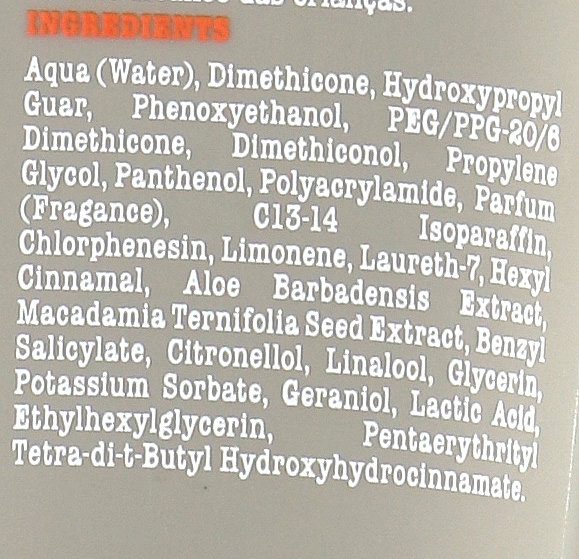 das crianças.
INGREDIENTS
Aqua (Water), Dimethicone, Hydroxypropyl
Guar, Phenoxyethanol, PEG/PPG-20/6
Dimethicone, Dimethiconol, Propylene
Glycol, Panthenol, Polyacrylamide, Parfum
(Fragance), C13-14 Isoparaffin,
Chlorphenesin, Limonene, Laureth-7, Hexyl
Cinnamal, Aloe Barbadensis Extract,
Macadamia Ternifolia Seed Extract, Benzyl
Salicylate, Citronellol, Linalool, Glycerin,
Potassium Sorbate, Geraniol, Lactic Acid,
Ethylhexylglycerin, Pentaerythrityl
Tetra-di-t-Butyl Hydroxyhydrocinnamate.